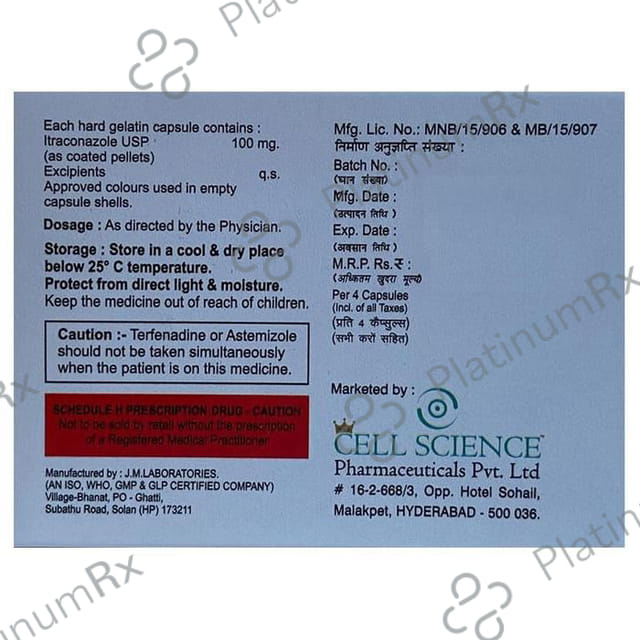 Each hard gelatin capsule contains :
Itraconazole USP 100 mg.
(as coated pellets)
Excipients q.s.
Approved colours used in empty
capsule shells.
Dosage : As directed by the Physician.
Storage : Store in a cool & dry place
below 25° C temperature.
Protect from direct light & moisture.
Keep the medicine out of reach of children.
Caution :- Terfenadine or Astemizole
should not be taken simultaneously
when the patient is on this medicine.
SCHEDULE H PRESCRIPTION DRUG - CAUTION
Not to be sold by retail without the prescription
of a Registered Medical Practitioner
Manufactured by : J.M.LABORATORIES.
(AN ISO, WHO, GMP & GLP CERTIFIED COMPANY)
Village-Bhanat, PO - Ghatti,
Subathu Road, Solan (HP) 173211
Mfg. Lic. No.: MNB/15/906 & MB/15/907
निर्माण अनुज्ञप्ति संख्या :
Batch No. :
(घान संख्या)
Mfg. Date :
(उत्पादन तिथि )
Exp. Date :
(अवसान तिथि )
M.R.P. Rs.₹ :
(अधिकतम खुदरा मूल्य)
Per 4 Capsules
(Incl. of all Taxes)
(प्रति 4 कैप्सुल्स)
(सभी करों सहित)
Marketed by :
CELL SCIENCE™
Pharmaceuticals Pvt. Ltd
# 16-2-668/3, Opp. Hotel Sohail,
Malakpet, HYDERABAD - 500 036.
PlatinumRx
PlatinumRx
PlatinumRx
PlatinumRx
PlatinumRx